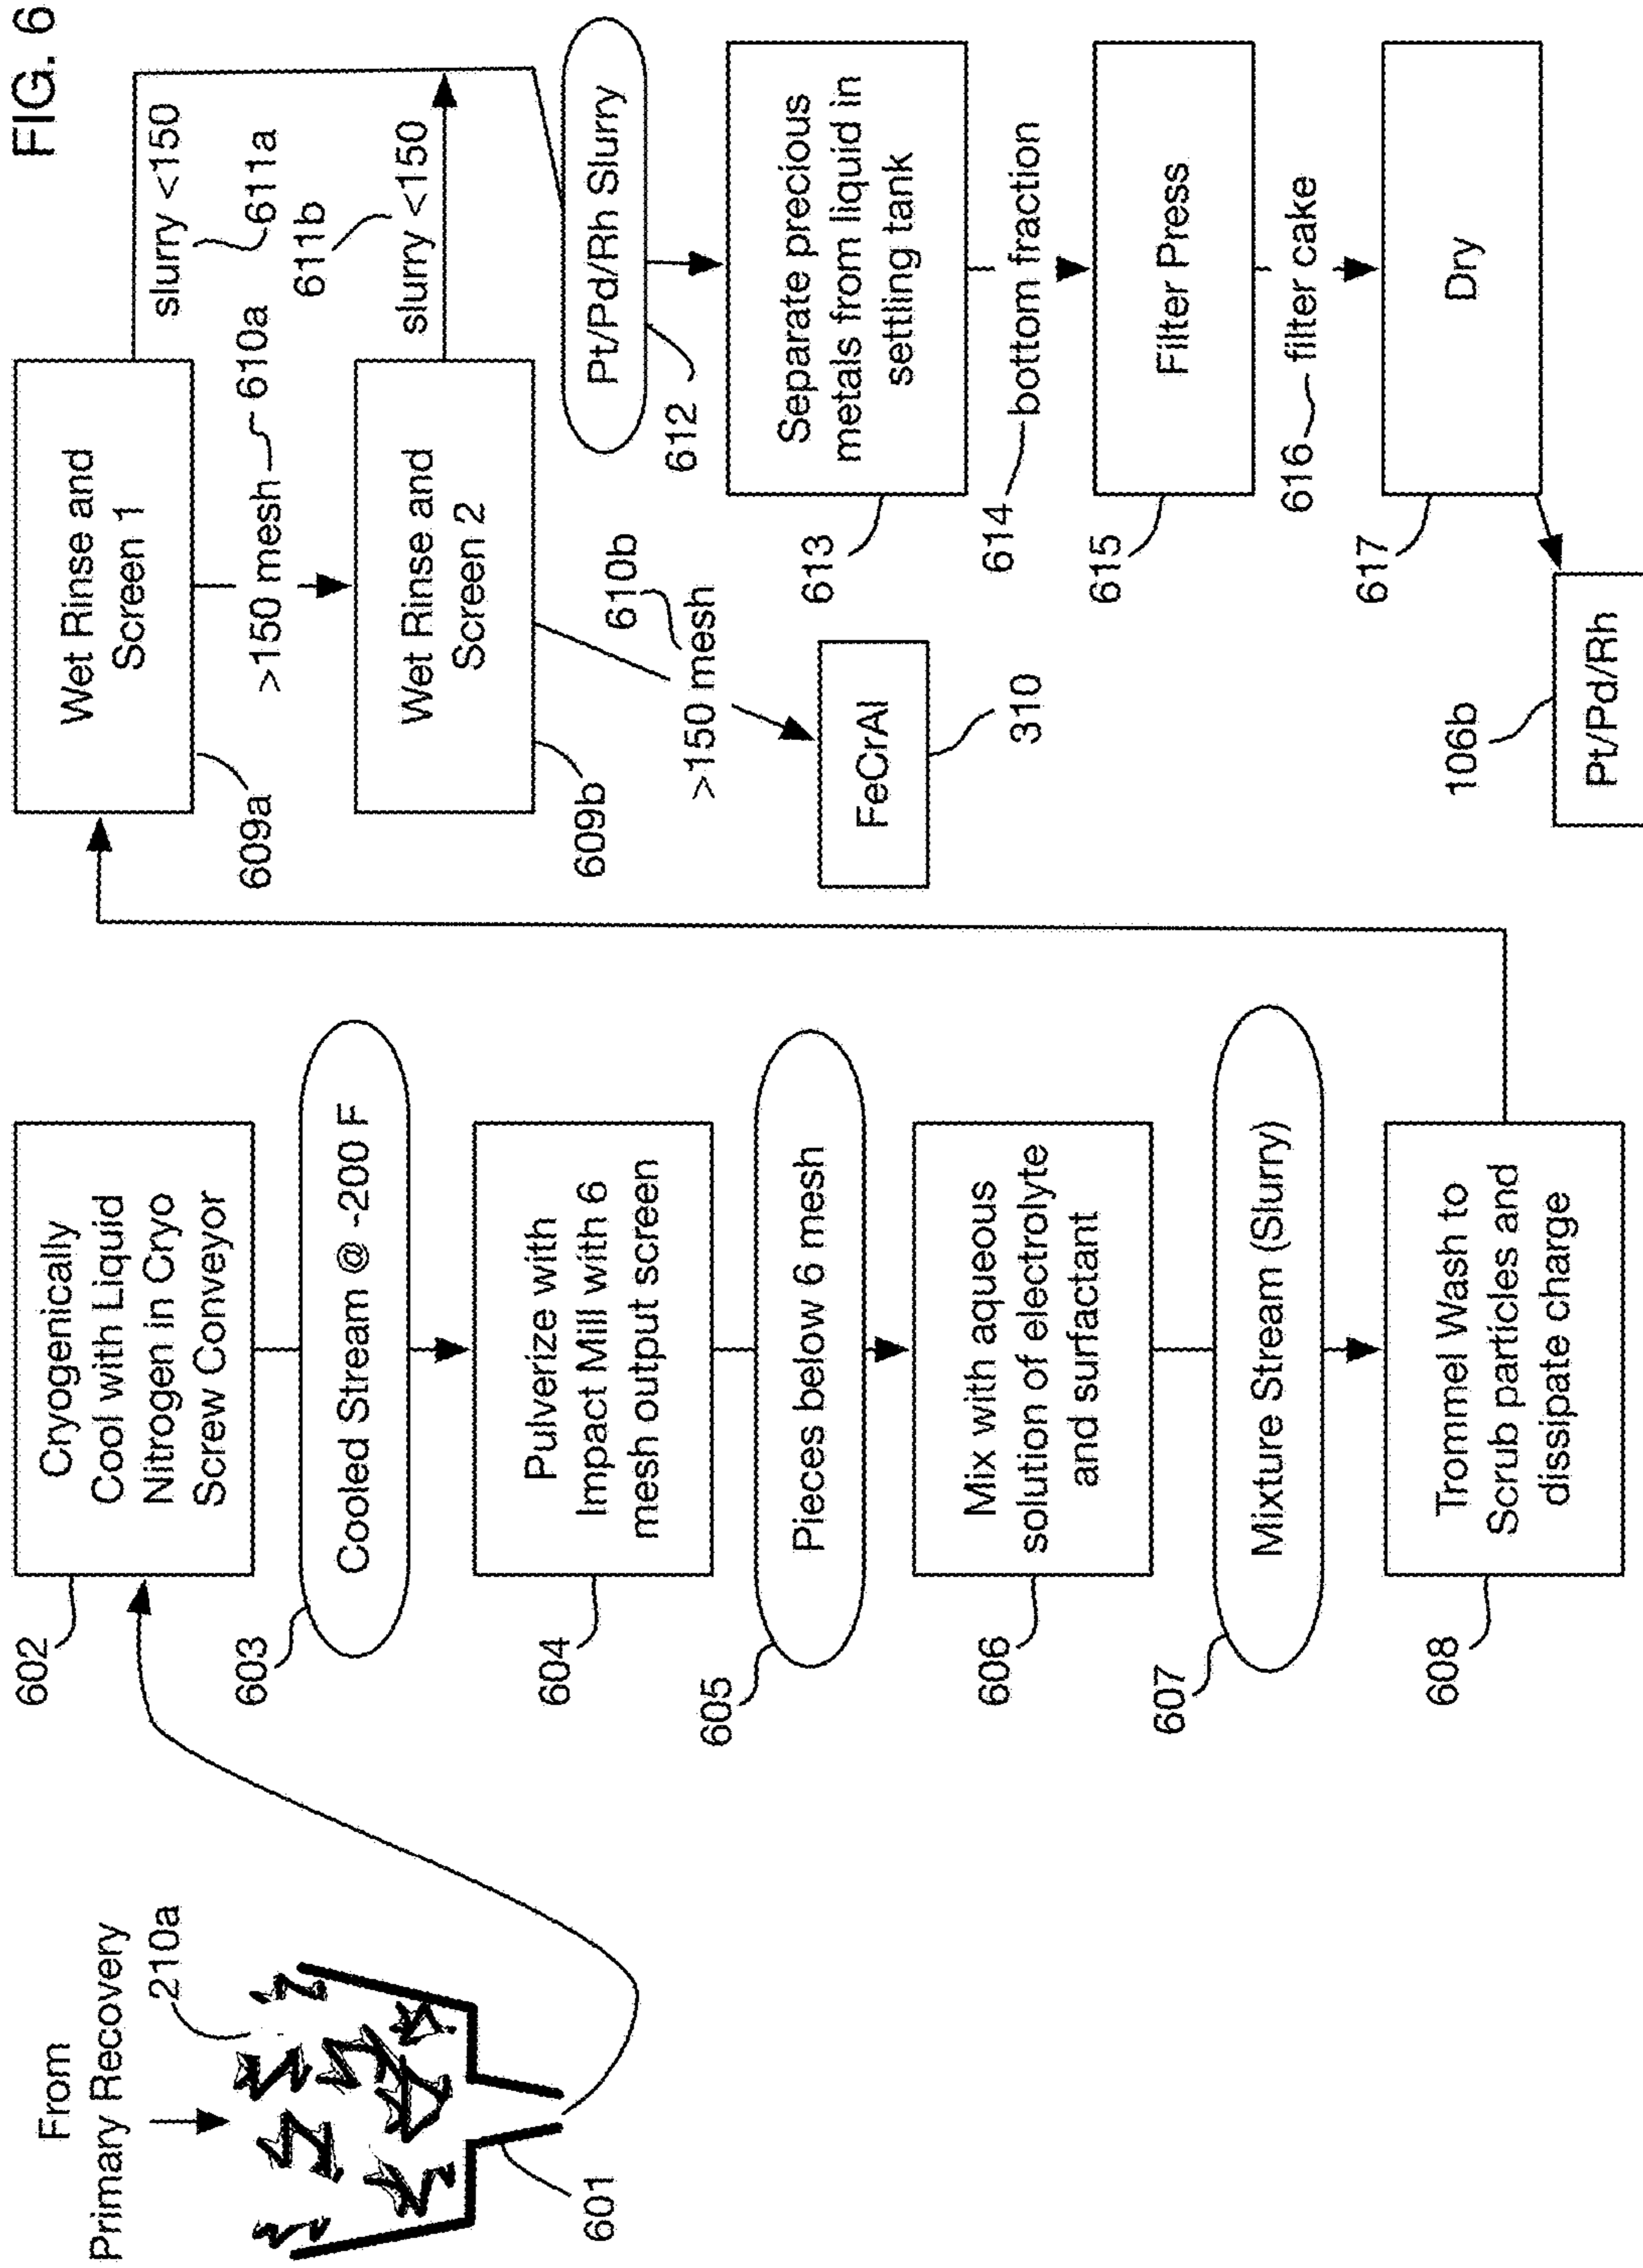 FIG. 6
From
Primary Recovery
210a
601
602
Cryogenically
Cool with Liquid
Nitrogen in Cryo
Screw Conveyor
603
Cooled Stream @ -200 F
604
Pulverize with
Impact Mill with 6
mesh output screen
605
Pieces below 6 mesh
606
Mix with aqueous
solution of electrolyte
and surfactant
607
Mixture Stream (Slurry)
608
Trommel Wash to
Scrub particles and
dissipate charge
Wet Rinse and
Screen 1
609a
slurry <150
611a
>150 mesh
610a
611b
slurry <150
Wet Rinse and
Screen 2
609b
610b
>150 mesh
FeCrAl
310
Pt/Pd/Rh Slurry
612
Separate precious
metals from liquid in
settling tank
613
614
bottom fraction
Filter Press
615
616
filter cake
Dry
617
106b
Pt/Pd/Rh